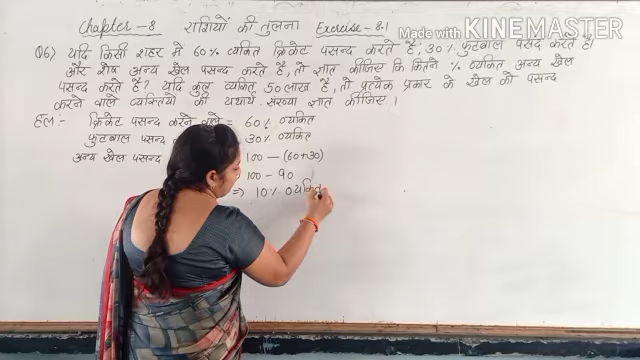 Chapter-8 राशियों की तुलना Exercise-8.1
Made with KINEMASTER
Q6) यदि किसी शहर में 60% व्यक्ति क्रिकेट पसन्द करते हैं, 30% फुटबाल पसंद करते हैं।
और शेष अन्य खेल पसन्द करते है, तो ज्ञात कीजिए कि कितने % व्यक्ति अन्य खेल
पसन्द करते है? यदि कुल व्यक्ति 50 लाख है, तो प्रत्येक प्रकार के खेल को पसन्द
करने वाले व्यक्तियों की यथार्थ संख्या ज्ञात कीजिए।
हल:- क्रिकेट पसन्द करने वाले = 60% व्यक्ति
फुटबाल पसन्द 30% व्यक्ति
अन्य खेल पसन्द 100 - (60+30)
100 - 90
⇒ 10% व्यक्ति